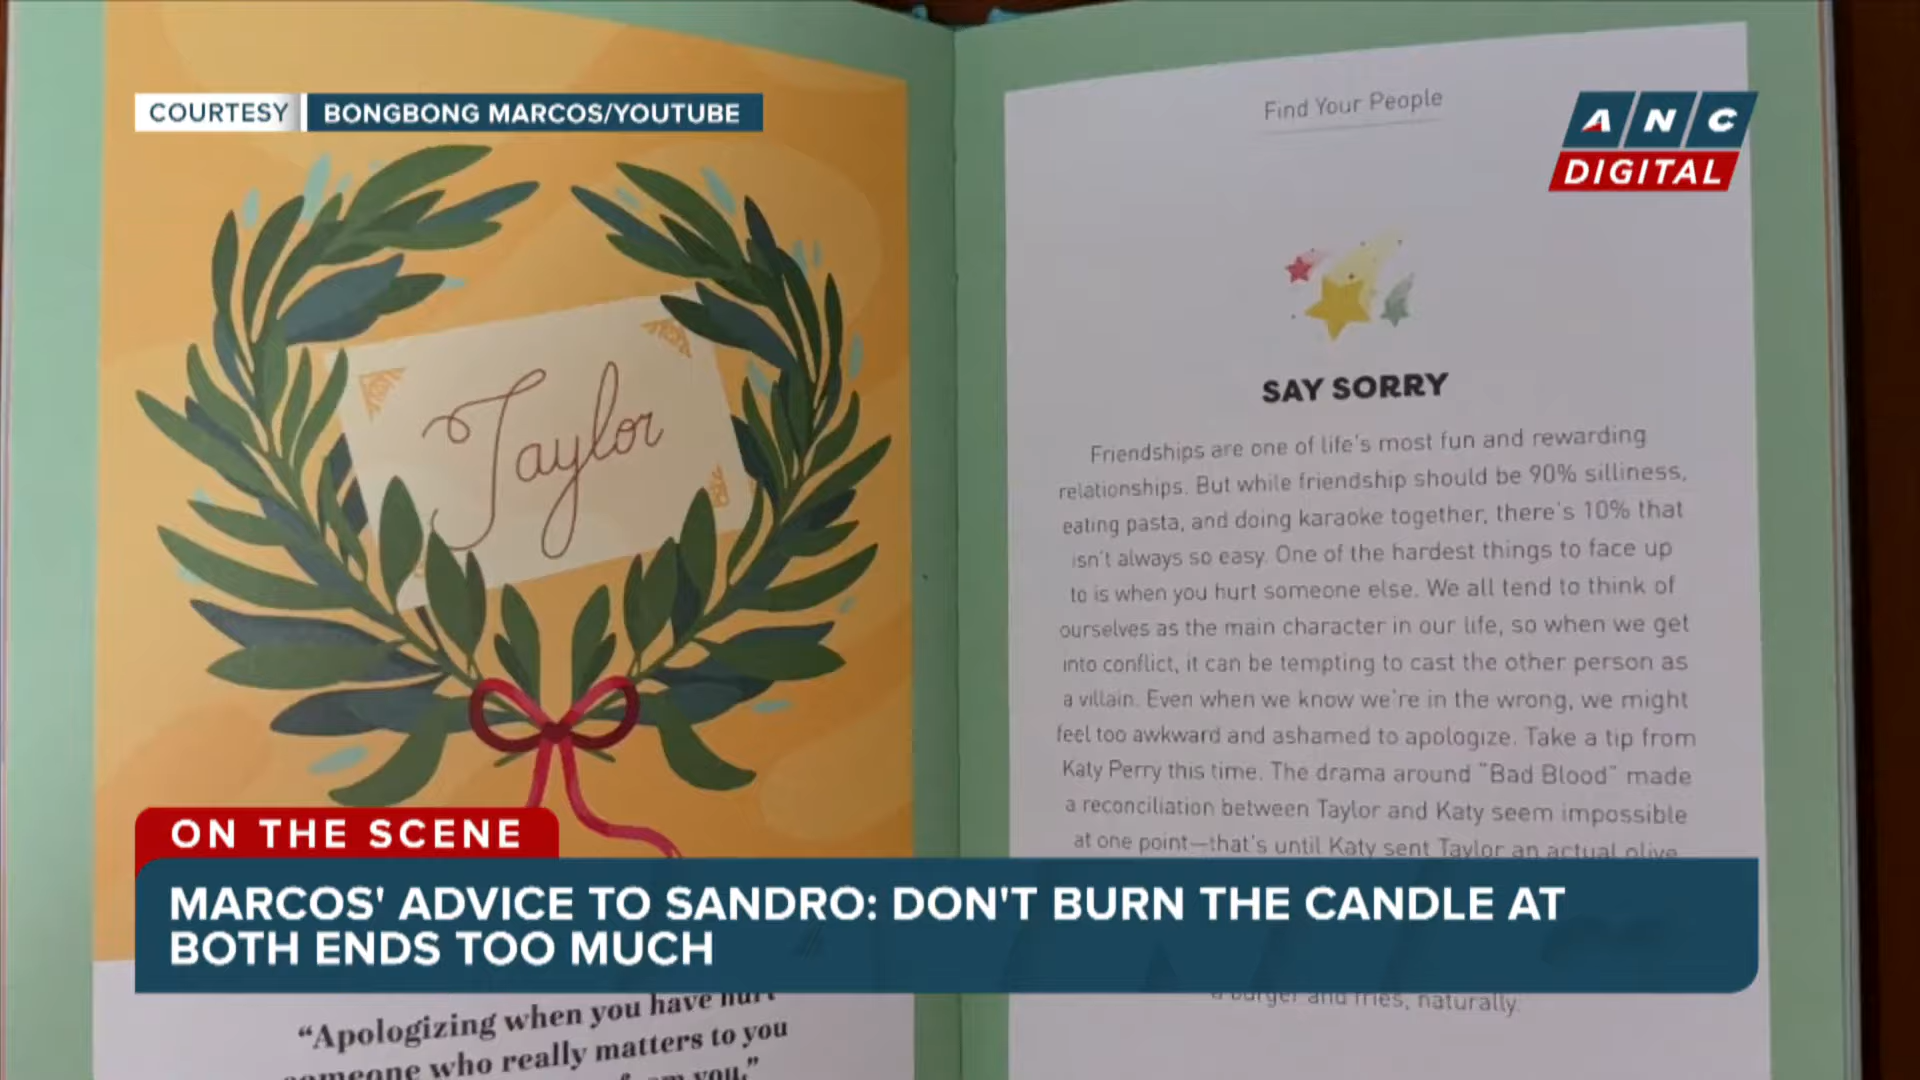 COURTESY BONGBONG MARCOS/YOUTUBE
ANC
DIGITAL
Taylor
Find Your People
SAY SORRY
Friendships are one of life's most fun and rewarding
relationships. But while friendship should be 90% silliness,
eating pasta, and doing karaoke together, there's 10% that
isn't always so easy. One of the hardest things to face up
to is when you hurt someone else. We all tend to think of
ourselves as the main character in our life, so when we get
into conflict, it can be tempting to cast the other person as
a villain. Even when we know we're in the wrong, we might
feel too awkward and ashamed to apologize. Take a tip from
Katy Perry this time. The drama around "Bad Blood" made
a reconciliation between Taylor and Katy seem impossible
at one point—that's until Katy sent Taylor an actual olive
a burger and fries, naturally.
ON THE SCENE
MARCOS' ADVICE TO SANDRO: DON'T BURN THE CANDLE AT
BOTH ENDS TOO MUCH
“Apologizing when you have hurt
someone who really matters to you
from you.”